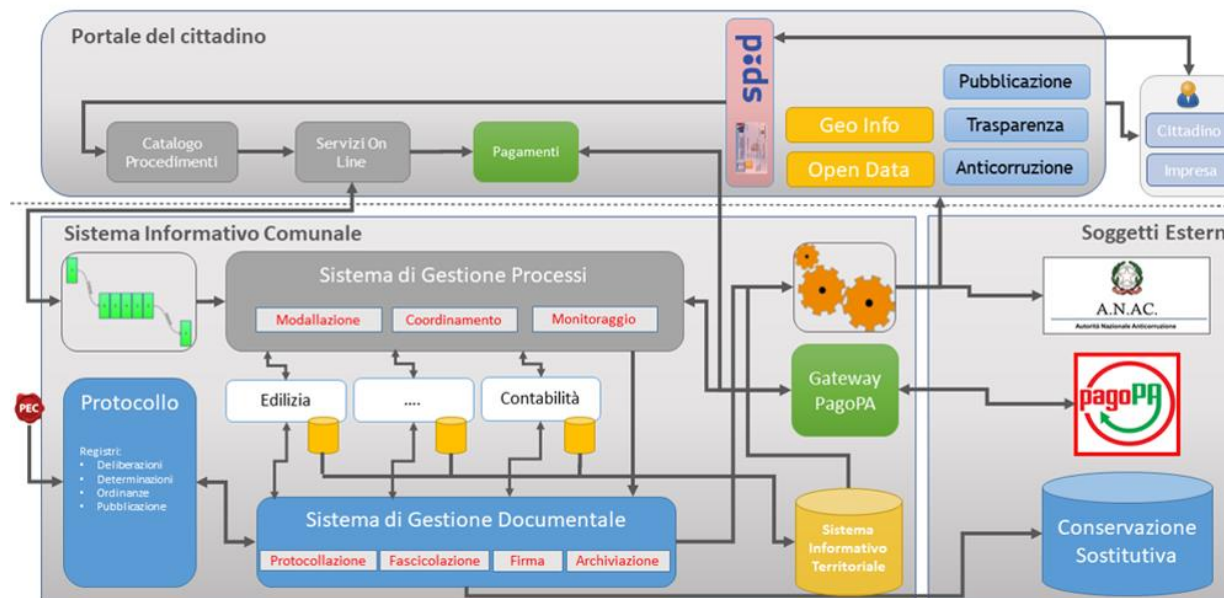 Portale del cittadino
spid
Pubblicazione
Geo Info
Trasparenza
Cittadino
Catalogo
Procedimenti
Servizi On
Line
Pagamenti
Open Data
Anticorruzione
Impresa
Sistema Informativo Comunale
Soggetti Estern
Sistema di Gestione Processi
Modallazione
Coordinamento
Monitoraggio
A.N.AC.
Autorità Nazionale Anticorruzione
PEC
Protocollo
Edilizia
....
Contabilità
Gateway
PagoPA
pagoPA
Registri:
• Deliberazioni
• Determinazioni
• Ordinanze
• Pubblicazione
Sistema di Gestione Documentale
Protocollazione
Fascicolazione
Firma
Archiviazione
Sistema
Informativo
Territoriale
Conservazione
Sostitutiva